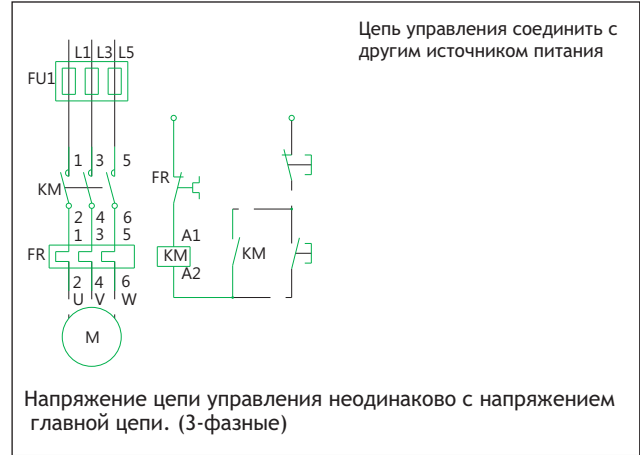 Цепь управления соединить с
другим источником питания
L1 L3 L5
FU1
1 3 5
KM
2 4 6
1 3 5
FR
2 4 6
U V W
M
FR
A1
KM
A2
KM
Напряжение цепи управления неодинаково с напряжением
главной цепи. (3-фазные)